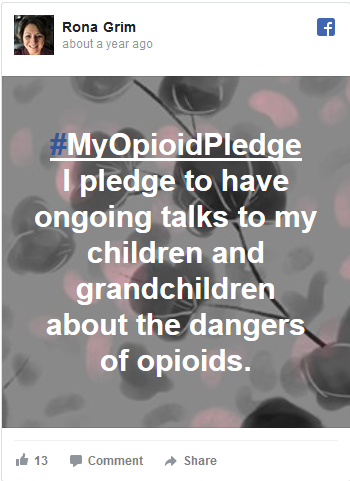 Rona Grim
about a year ago
#MyOpioidPledge
I pledge to have
ongoing talks to my
children and
grandchildren
about the dangers
of opioids.
13 Comment Share